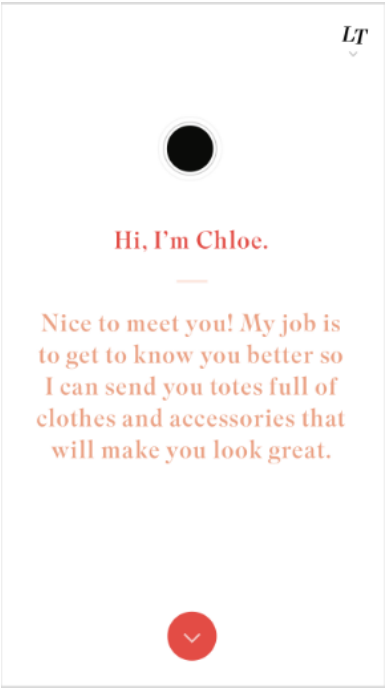 LT
Hi, I'm Chloe.
Nice to meet you! My job is
to get to know you better so
I can send you totes full of
clothes and accessories that
will make you look great.